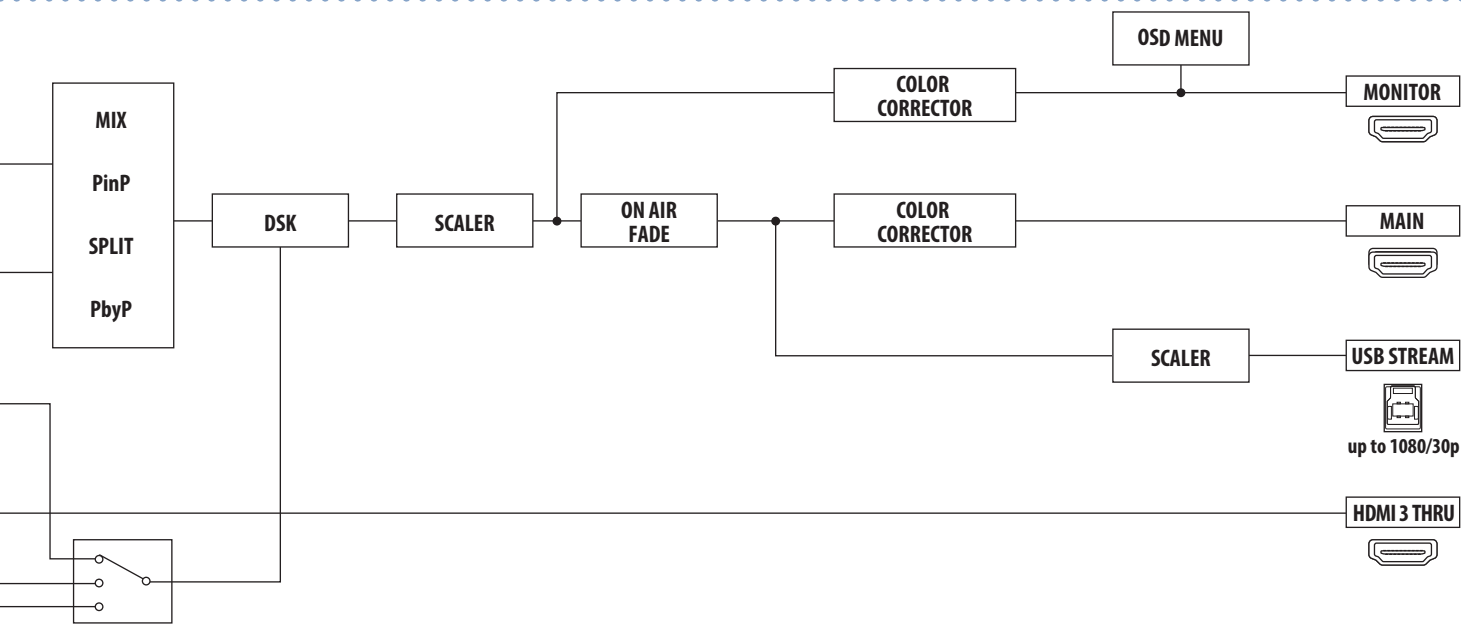 OSD MENU
COLOR
CORRECTOR
MONITOR
MIX
PinP
SPLIT
PbyP
DSK
SCALER
ON AIR
FADE
COLOR
CORRECTOR
MAIN
SCALER
USB STREAM
up to 1080/30p
HDMI 3 THRU